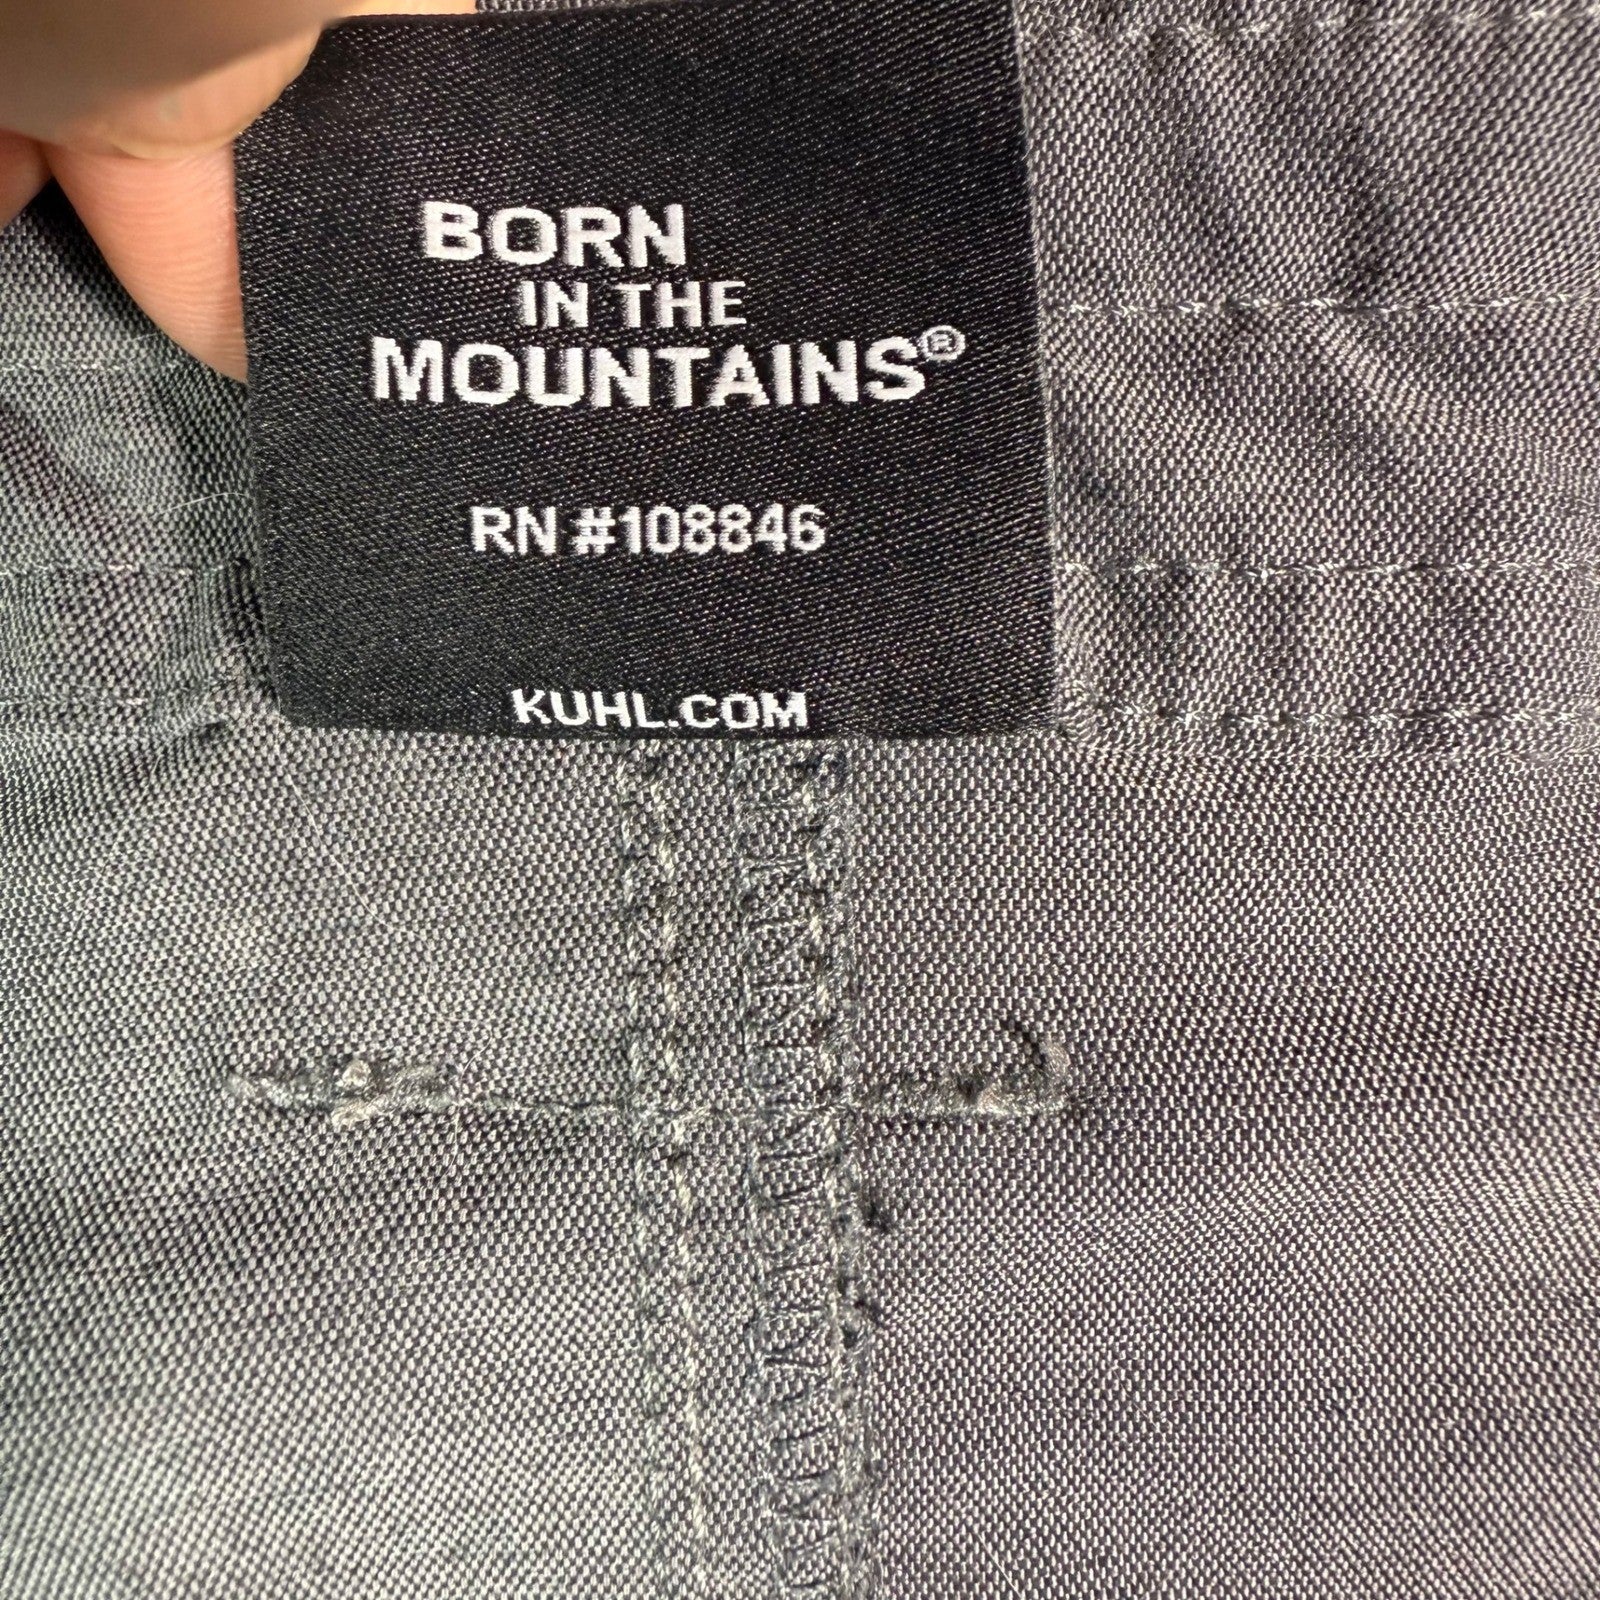 BORN
IN THE
MOUNTAINS®
RN #108846
KUHL.COM